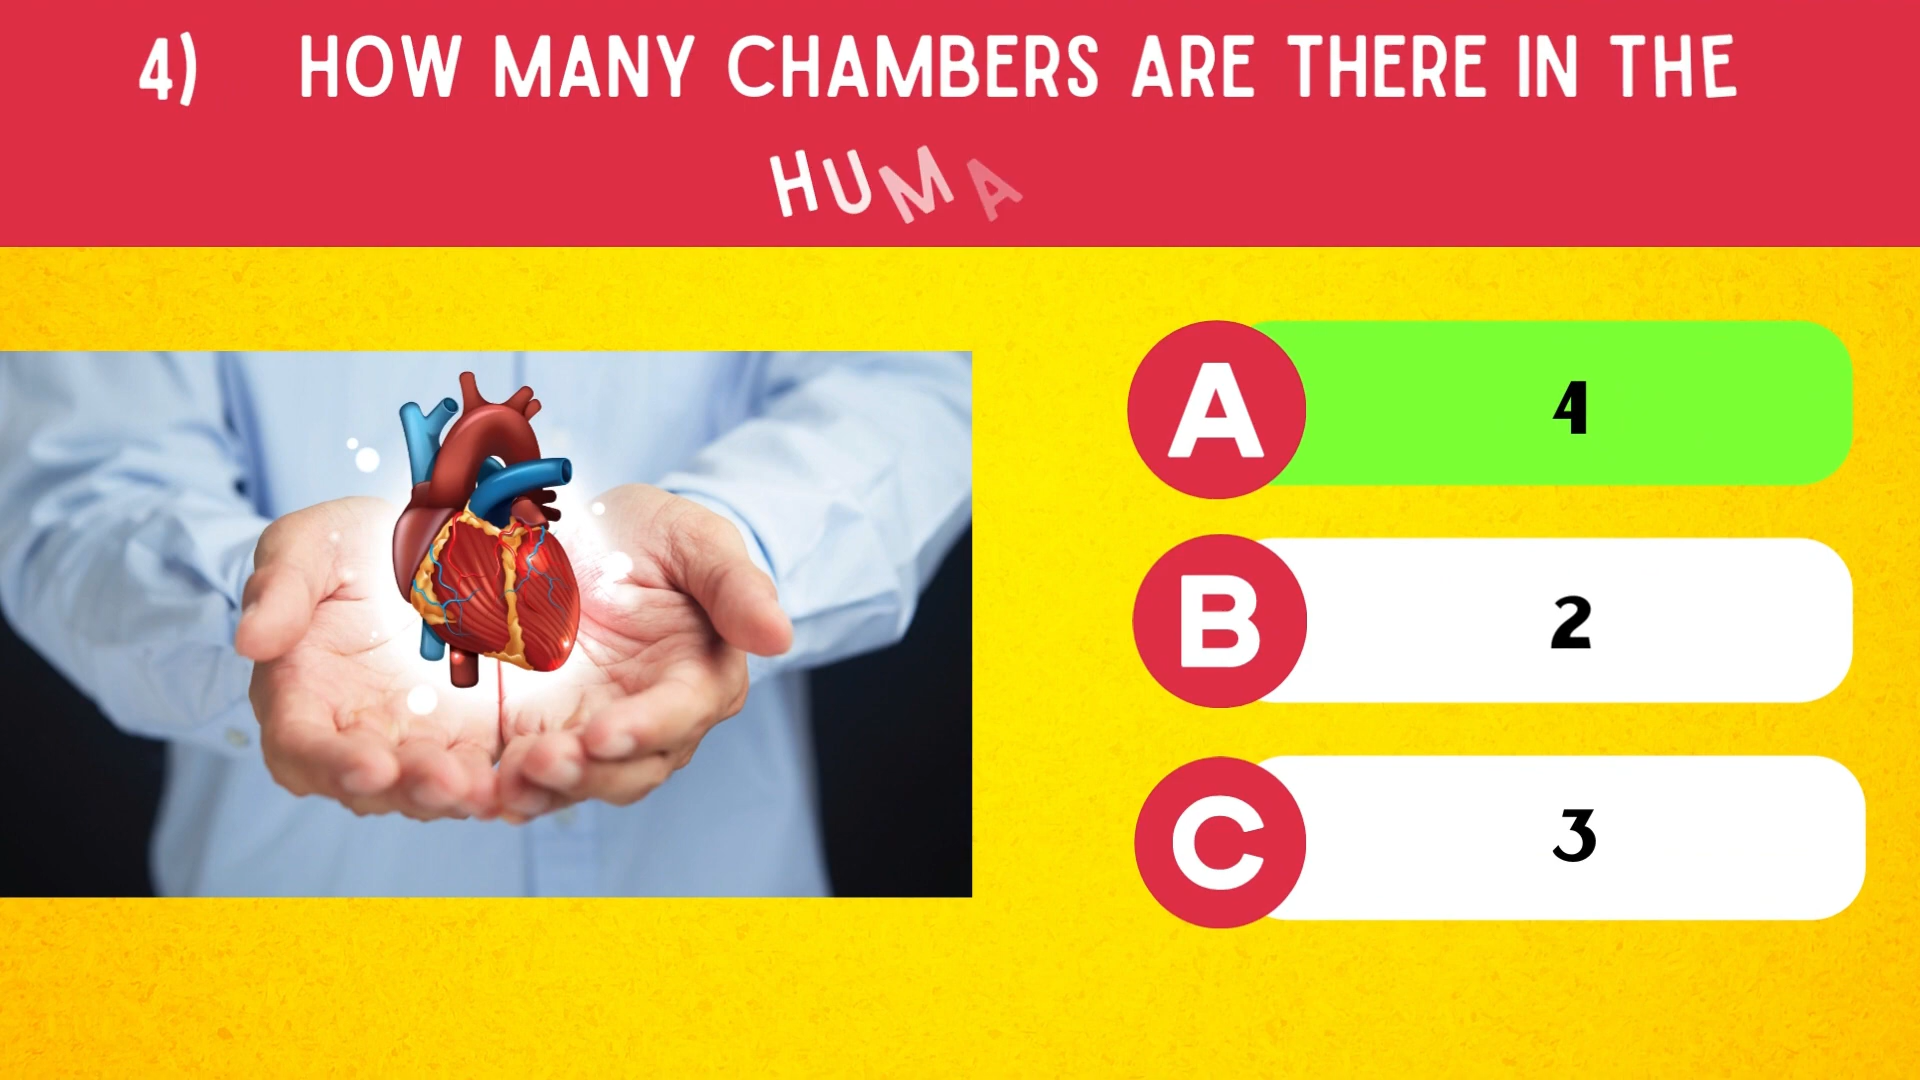 4) HOW MANY CHAMBERS ARE THERE IN THE
HUMA
A 4
B 2
C 3